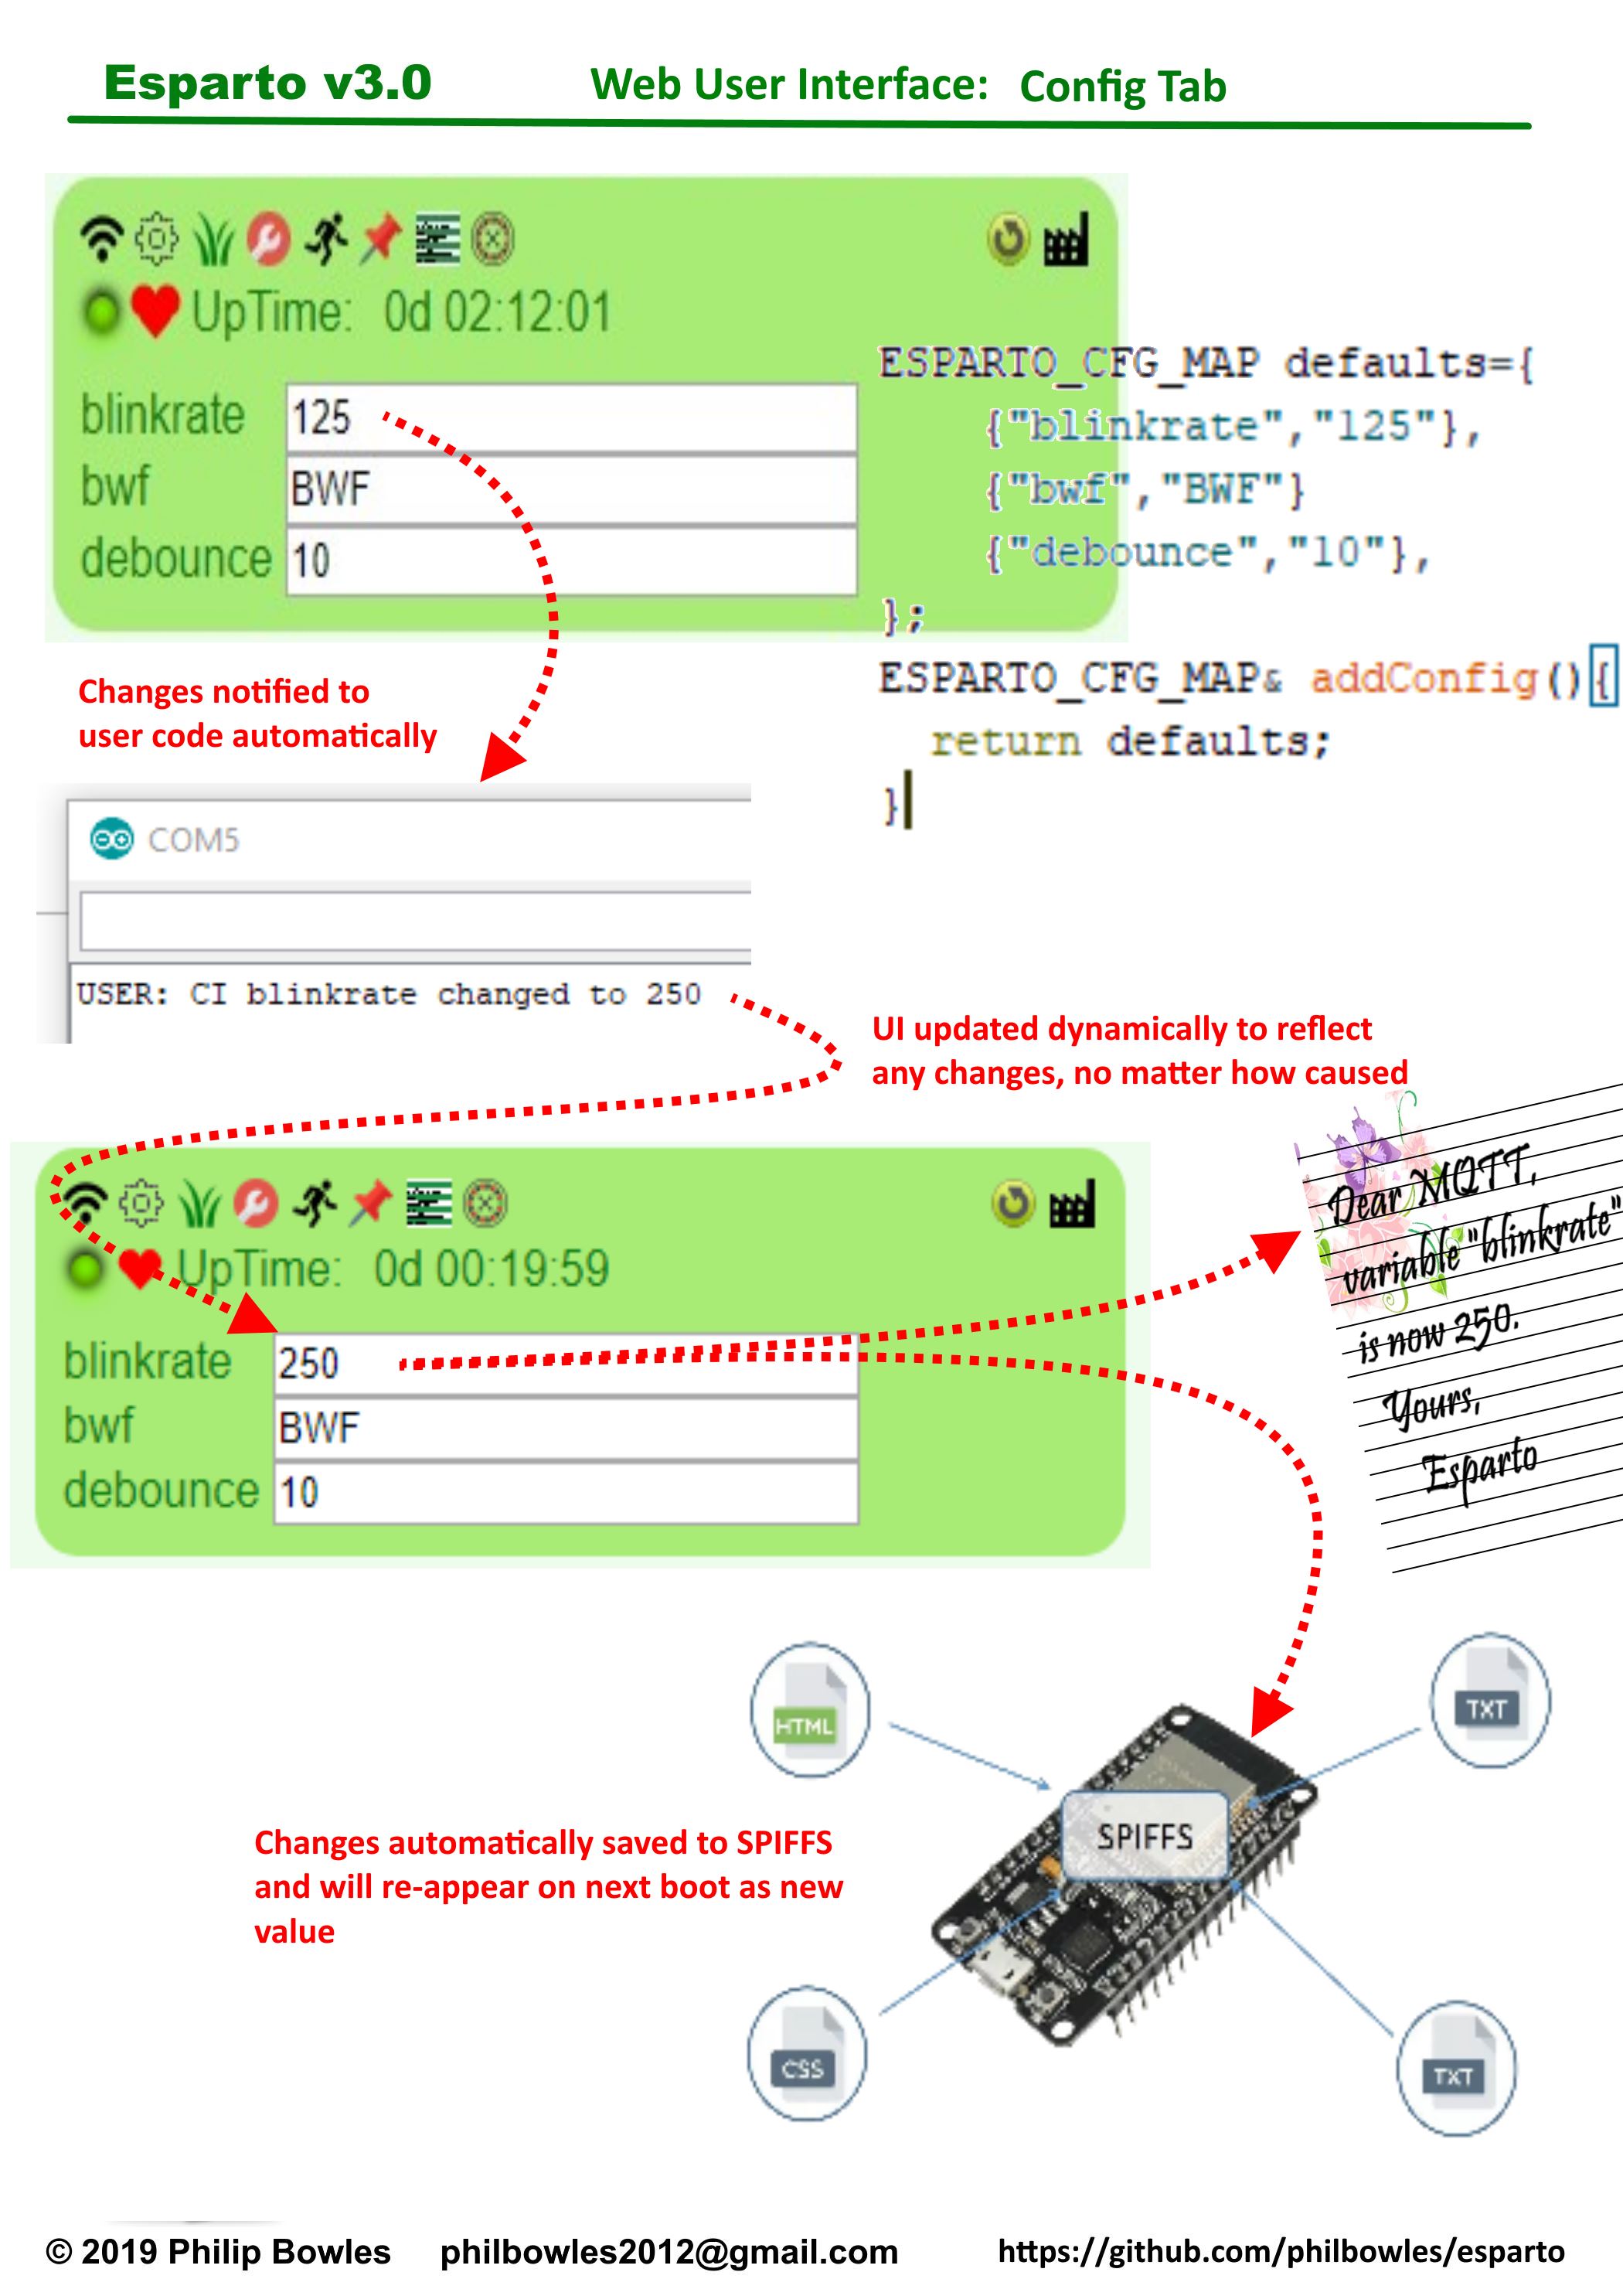 Esparto v3.0 Web User Interface: Config Tab
UpTime: 0d 02:12:01
blinkrate 125
bwf BWF
debounce 10
ESPARTO_CFG_MAP defaults={
{"blinkrate","125"},
{"bwf","BWF"}
{"debounce","10"},
};
ESPARTO_CFG_MAP& addConfig(){
return defaults;
}
Changes notified to
user code automatically
COM5
USER: CI blinkrate changed to 250
UI updated dynamically to reflect
any changes, no matter how caused
Dear MQTT,
variable "blinkrate"
is now 250.
Yours,
Esparto
UpTime: 0d 00:19:59
blinkrate 250
bwf BWF
debounce 10
HTML
TXT
SPIFFS
Changes automatically saved to SPIFFS
and will re-appear on next boot as new
value
CSS
TXT
© 2019 Philip Bowles philbowles2012@gmail.com https://github.com/philbowles/esparto